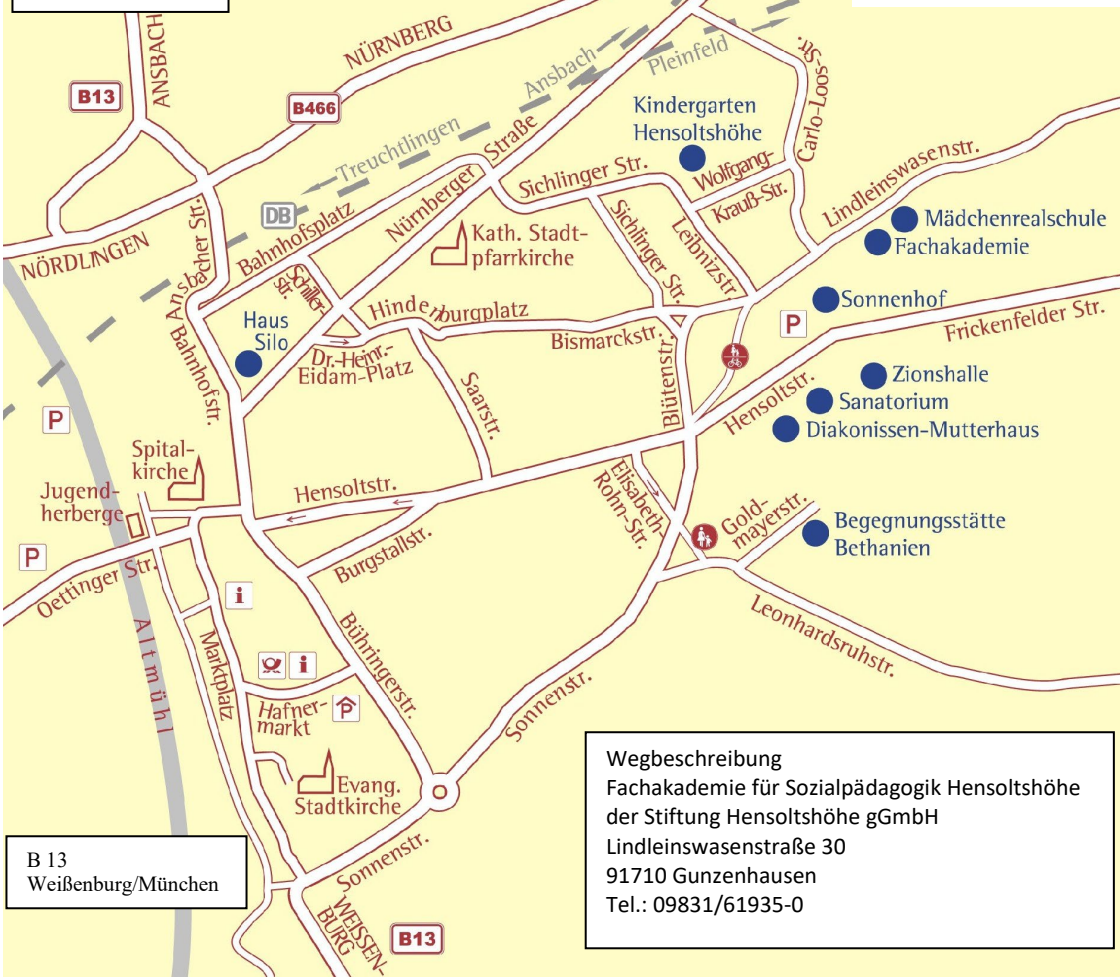 ANSBACH
B13
NÜRNBERG
B466
Ansbach
Pleinfeld
Treuchtlingen
DB
NÖRDLINGEN
Ansbacher Str.
Bahnhofsplatz
Nürnberger Straße
Carlo-Loos-Str.
Kindergarten
Hensoltshöhe
Wolfgang-
Krauß-Str.
Sichlinger Str.
Sichlinger Str.
Leibnizstr.
Lindleinswasenstr.
Mädchenrealschule
Fachakademie
Kath. Stadt-
pfarrkirche
Schiller-
str.
Hindenburgplatz
Haus
Silo
Dr.-Heinr.-
Eidam-Platz
Bismarckstr.
Sonnenhof
P
Frickenfelder Str.
Bahnhofstr.
Saarstr.
Blütenstr.
Hensoltstr.
Zionshalle
Sanatorium
Diakonissen-Mutterhaus
P
Spital-
kirche
Jugend-
herberge
Hensoltstr.
Elisabeth-
Rohn-Str.
Gold-
mayerstr.
Begegnungsstätte
Bethanien
P
Oettinger Str.
Burgstallstr.
i
Leonhardsruhstr.
Altmühl
Marktplatz
Bühringerstr.
i
Hafner-
markt
P
Sonnenstr.
Evang.
Stadtkirche
Sonnenstr.
WEISSEN-
BURG
B13
B 13
Weißenburg/München
Wegbeschreibung
Fachakademie für Sozialpädagogik Hensoltshöhe
der Stiftung Hensoltshöhe gGmbH
Lindleinswasenstraße 30
91710 Gunzenhausen
Tel.: 09831/61935-0